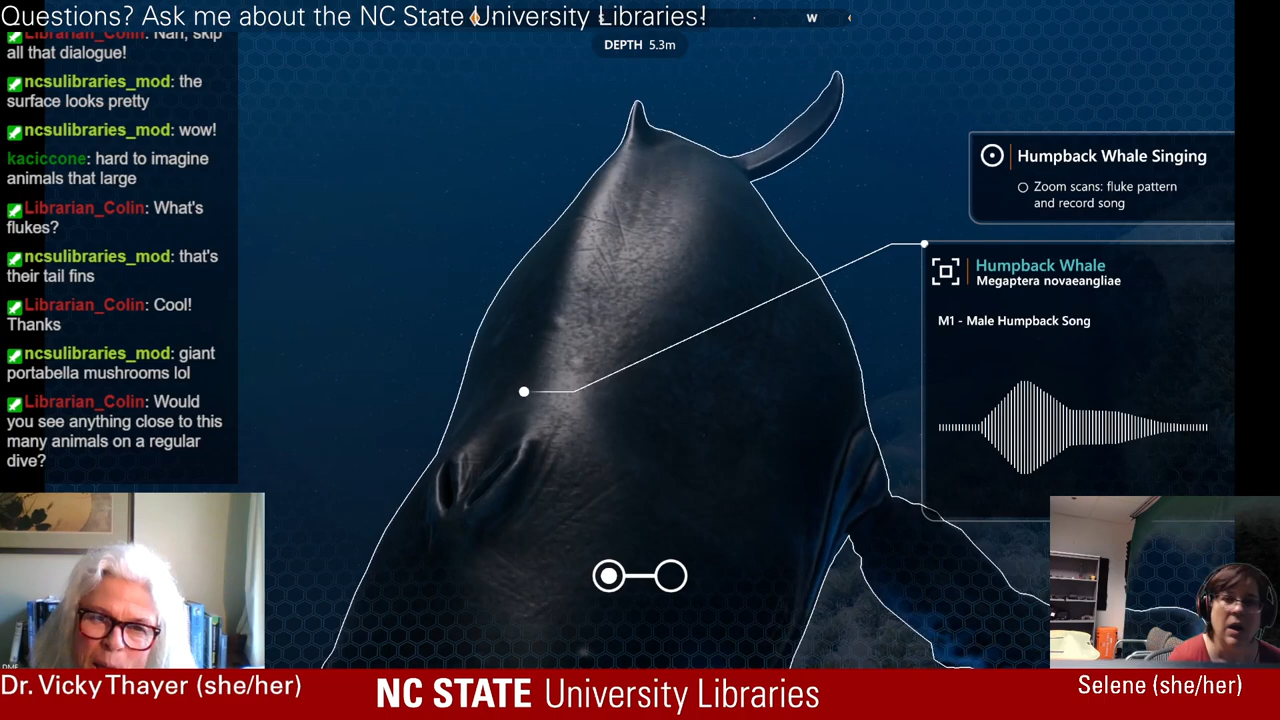 Questions? Ask me about the NC State University Libraries!
W
DEPTH 5.3m
Librarian_Colin: Nah, skip
all that dialogue!
ncsulibraries_mod: the
surface looks pretty
ncsulibraries_mod: wow!
kaciccone: hard to imagine
animals that large
Librarian_Colin: What's
flukes?
ncsulibraries_mod: that's
their tail fins
Librarian_Colin: Cool!
Thanks
ncsulibraries_mod: giant
portabella mushrooms lol
Librarian_Colin: Would
you see anything close to this
many animals on a regular
dive?
Humpback Whale Singing
Zoom scans: fluke pattern
and record song
Humpback Whale
Megaptera novaeangliae
M1 - Male Humpback Song
Dr. Vicky Thayer (she/her)
NC STATE University Libraries
Selene (she/her)